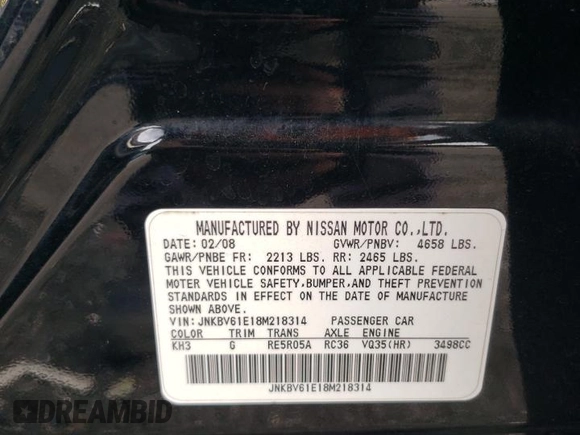 MANUFACTURED BY NISSAN MOTOR CO.,LTD.
DATE: 02/08 GVWR/PNBV: 4658 LBS.
GAWR/PNBE FR: 2213 LBS. RR: 2465 LBS.
THIS VEHICLE CONFORMS TO ALL APPLICABLE FEDERAL
MOTOR VEHICLE SAFETY,BUMPER,AND THEFT PREVENTION
STANDARDS IN EFFECT ON THE DATE OF MANUFACTURE
SHOWN ABOVE.
VIN: JNKBV61E18M218314 PASSENGER CAR
COLOR TRIM TRANS AXLE ENGINE
KH3 G RE5R05A RC36 VQ35(HR) 3498CC
JNKBV61E18M218314
DREAMBID